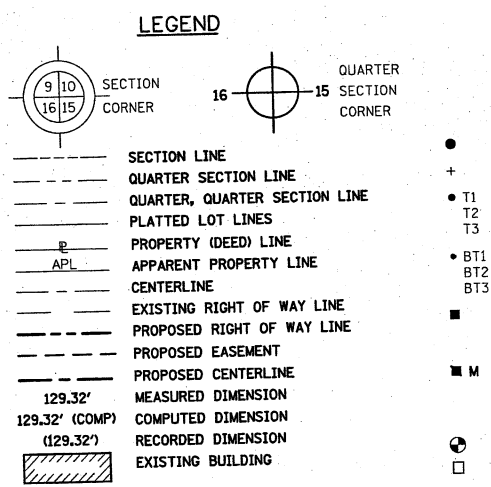 LEGEND
9 10 SECTION
16 15 CORNER
QUARTER
16 15 SECTION
CORNER
SECTION LINE
QUARTER SECTION LINE
QUARTER, QUARTER SECTION LINE
PLATTED LOT LINES
PROPERTY (DEED) LINE
APL APPARENT PROPERTY LINE
CENTERLINE
EXISTING RIGHT OF WAY LINE
PROPOSED RIGHT OF WAY LINE
PROPOSED EASEMENT
PROPOSED CENTERLINE
129.32' MEASURED DIMENSION
129.32' (COMP) COMPUTED DIMENSION
(129.32') RECORDED DIMENSION
EXISTING BUILDING
T1
T2
T3
BT1
BT2
BT3
M